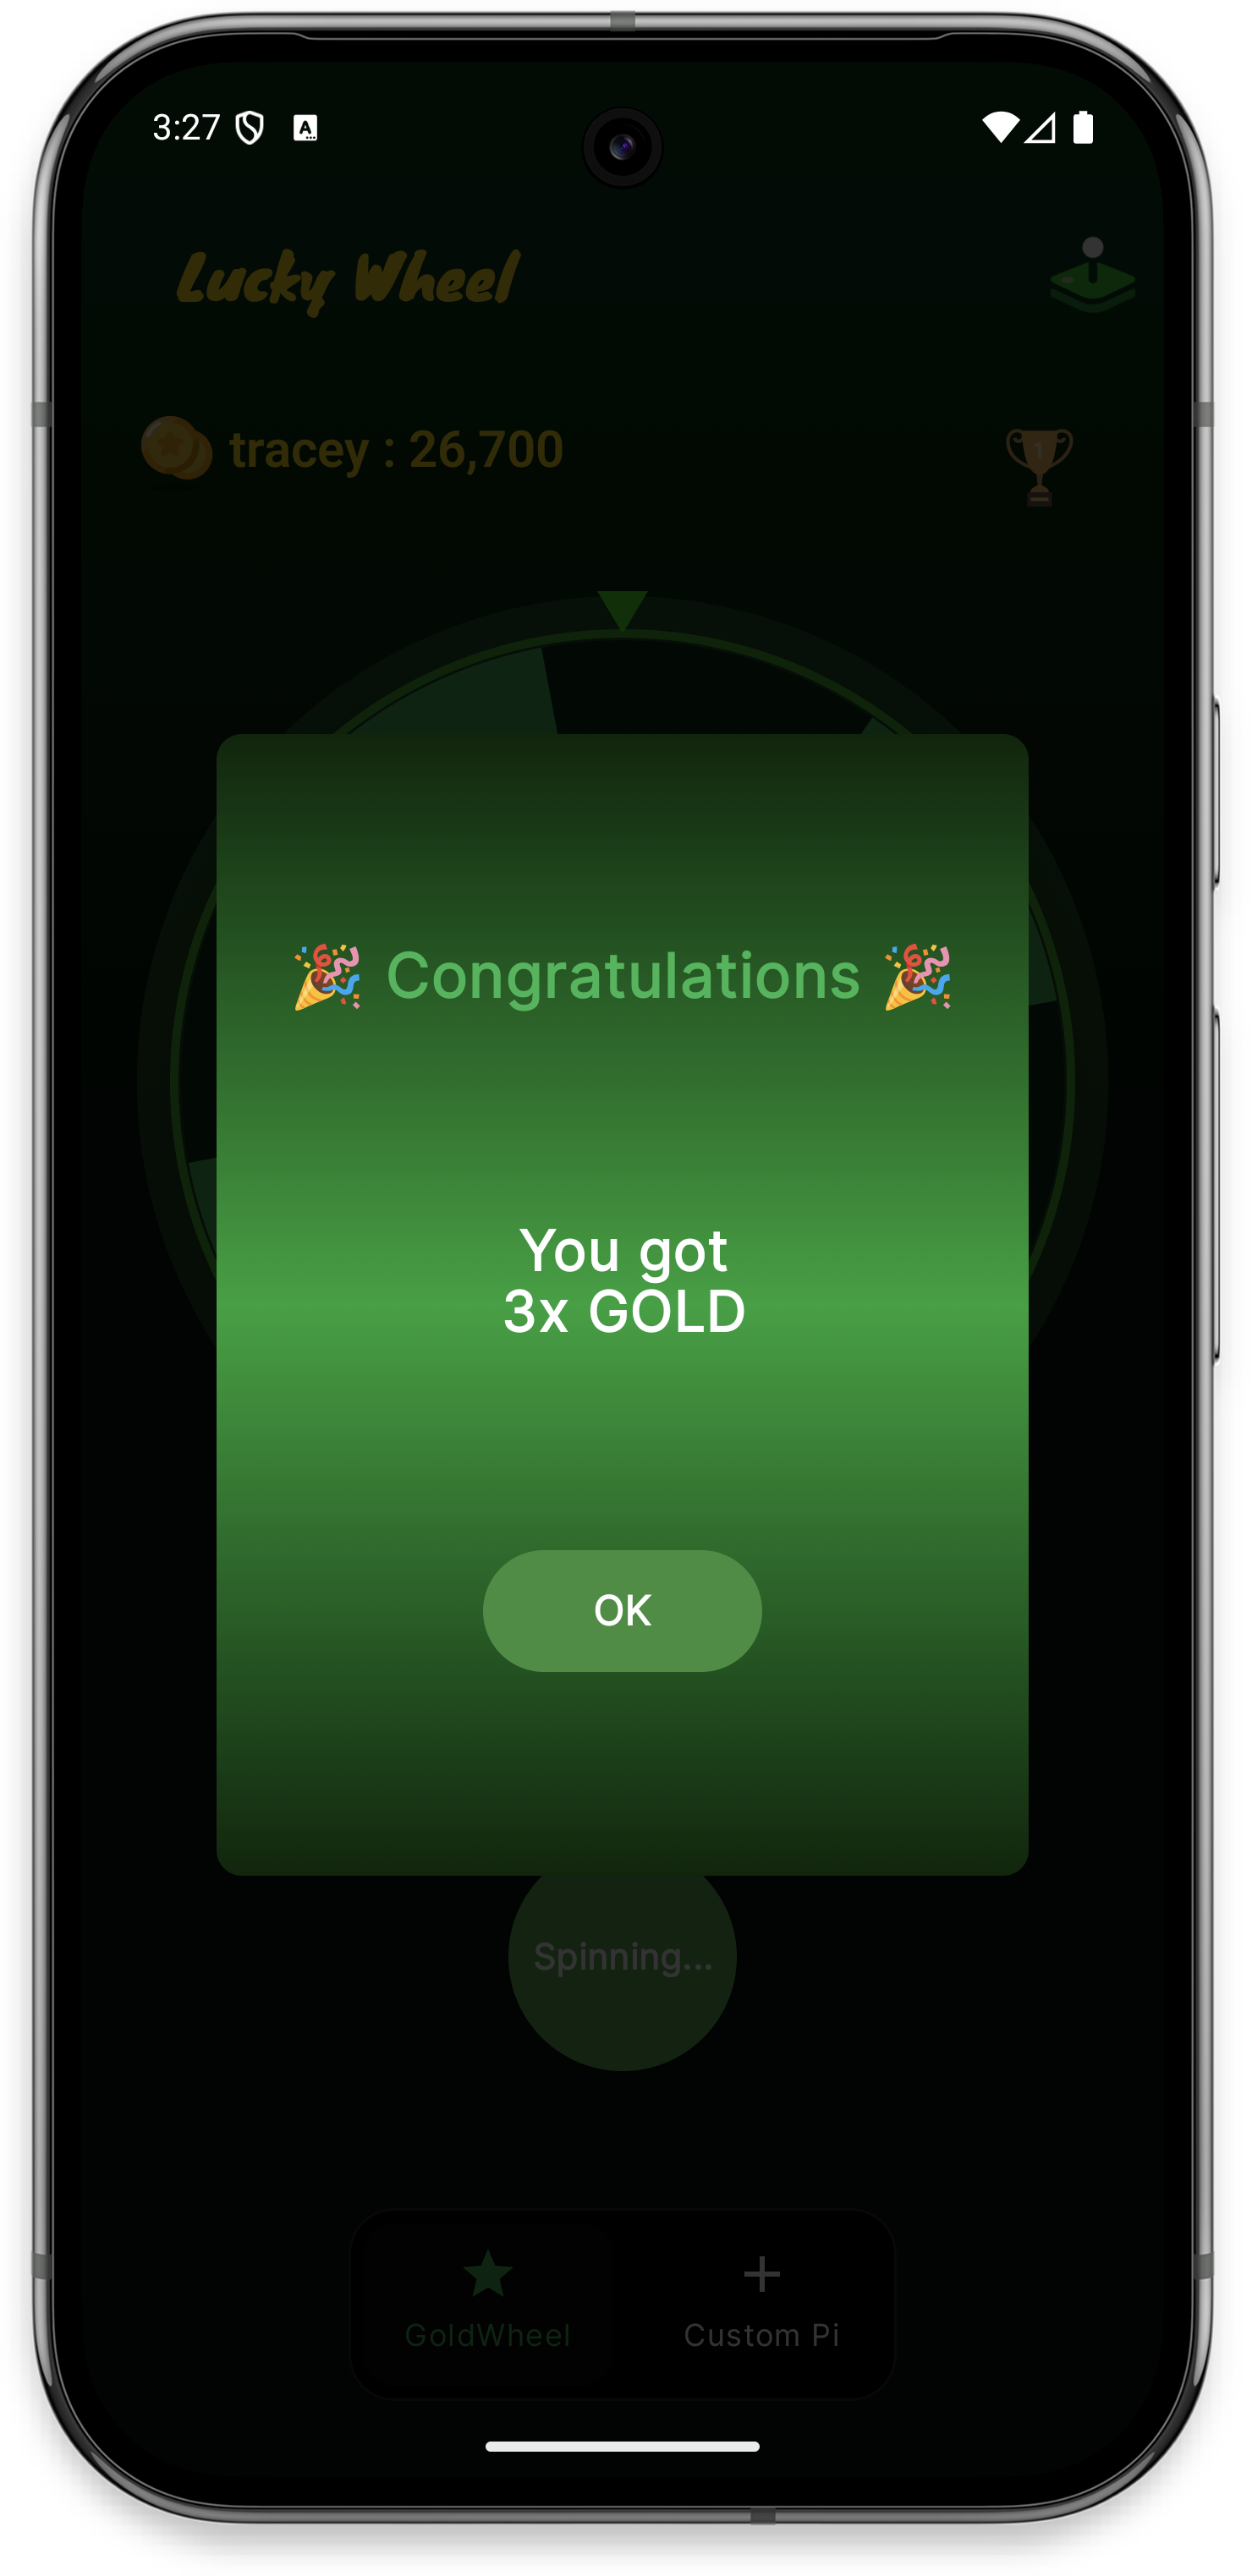 3:27
Lucky Wheel
tracey : 26,700
1
🎉 Congratulations 🎉
You got
3x GOLD
OK
Spinning...
GoldWheel
Custom Pi